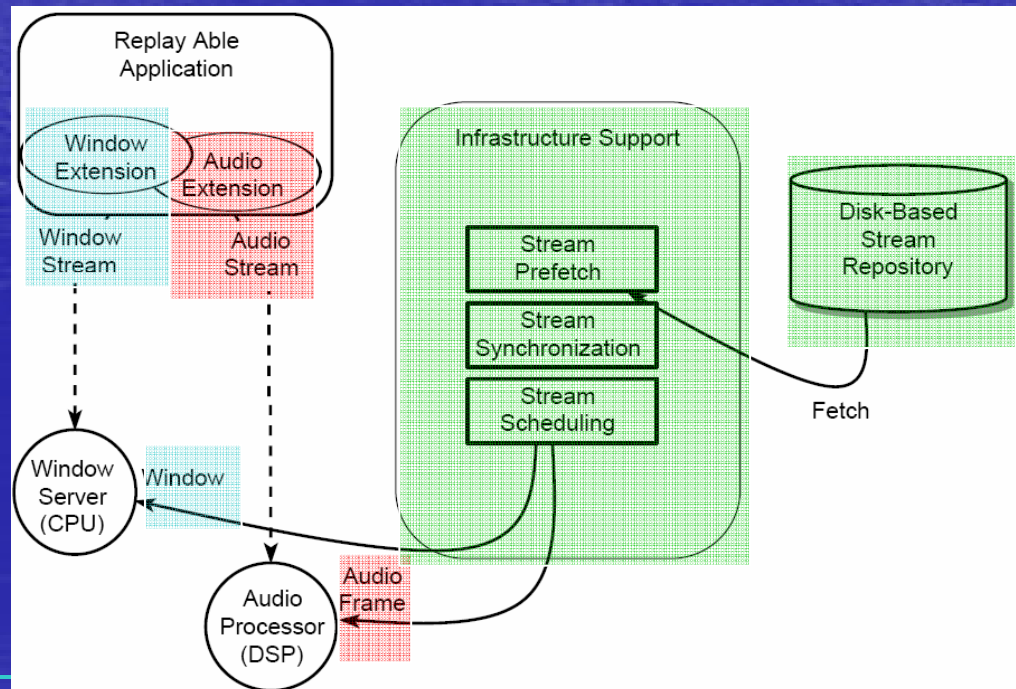 Replay Able
Application
Window
Extension
Audio
Extension
Window
Stream
Audio
Stream
Infrastructure Support
Stream
Prefetch
Stream
Synchronization
Stream
Scheduling
Disk-Based
Stream
Repository
Fetch
Window
Server
(CPU)
Window
Audio
Processor
(DSP)
Audio
Frame